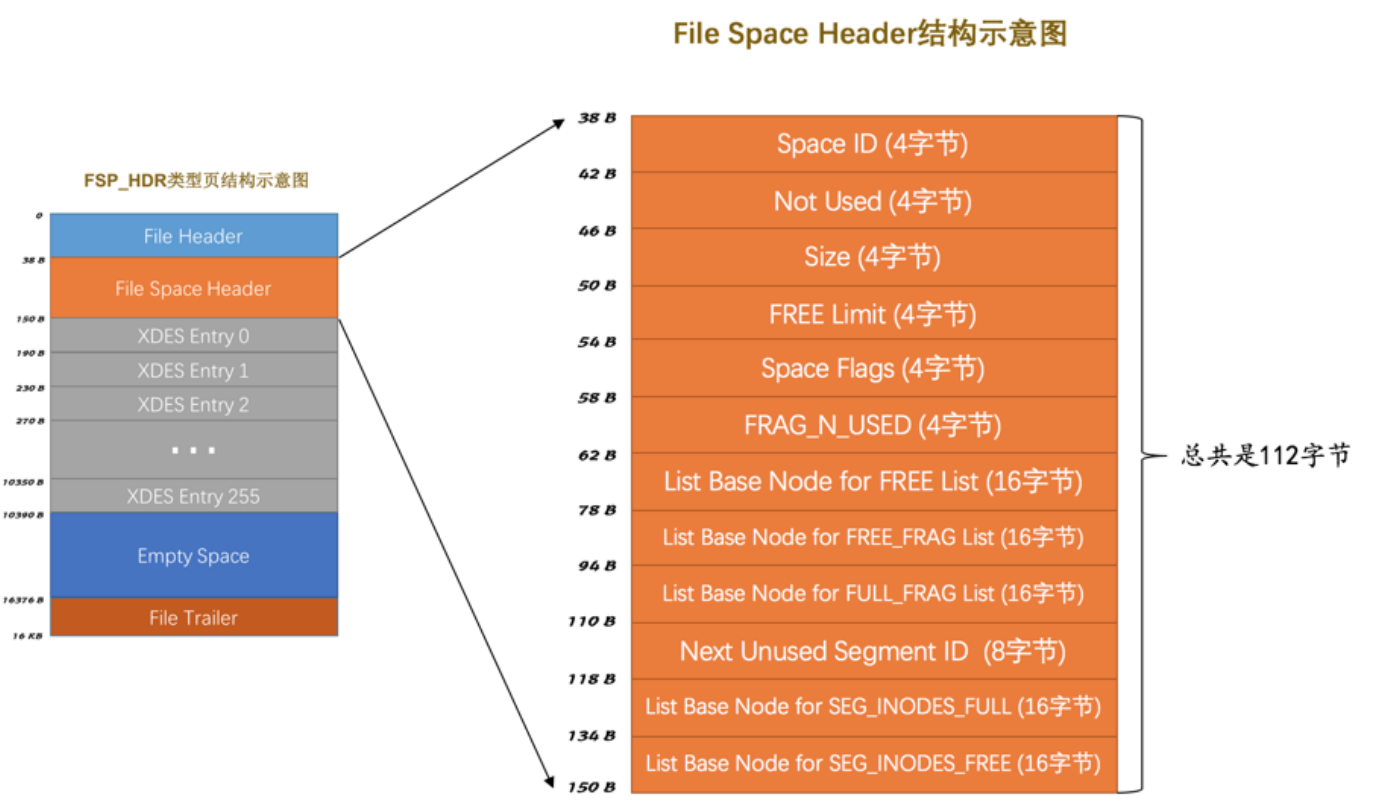 File Space Header结构示意图
FSP_HDR类型页结构示意图
0
File Header
38 B
File Space Header
150 B
XDES Entry 0
190 B
XDES Entry 1
230 B
XDES Entry 2
270 B
...
10350 B
XDES Entry 255
10390 B
Empty Space
16376 B
File Trailer
16 KB
38 B
Space ID (4字节)
42 B
Not Used (4字节)
46 B
Size (4字节)
50 B
FREE Limit (4字节)
54 B
Space Flags (4字节)
58 B
FRAG_N_USED (4字节)
62 B
List Base Node for FREE List (16字节)
78 B
List Base Node for FREE_FRAG List (16字节)
94 B
List Base Node for FULL_FRAG List (16字节)
110 B
Next Unused Segment ID (8字节)
118 B
List Base Node for SEG_INODES_FULL (16字节)
134 B
List Base Node for SEG_INODES_FREE (16字节)
150 B
总共是112字节